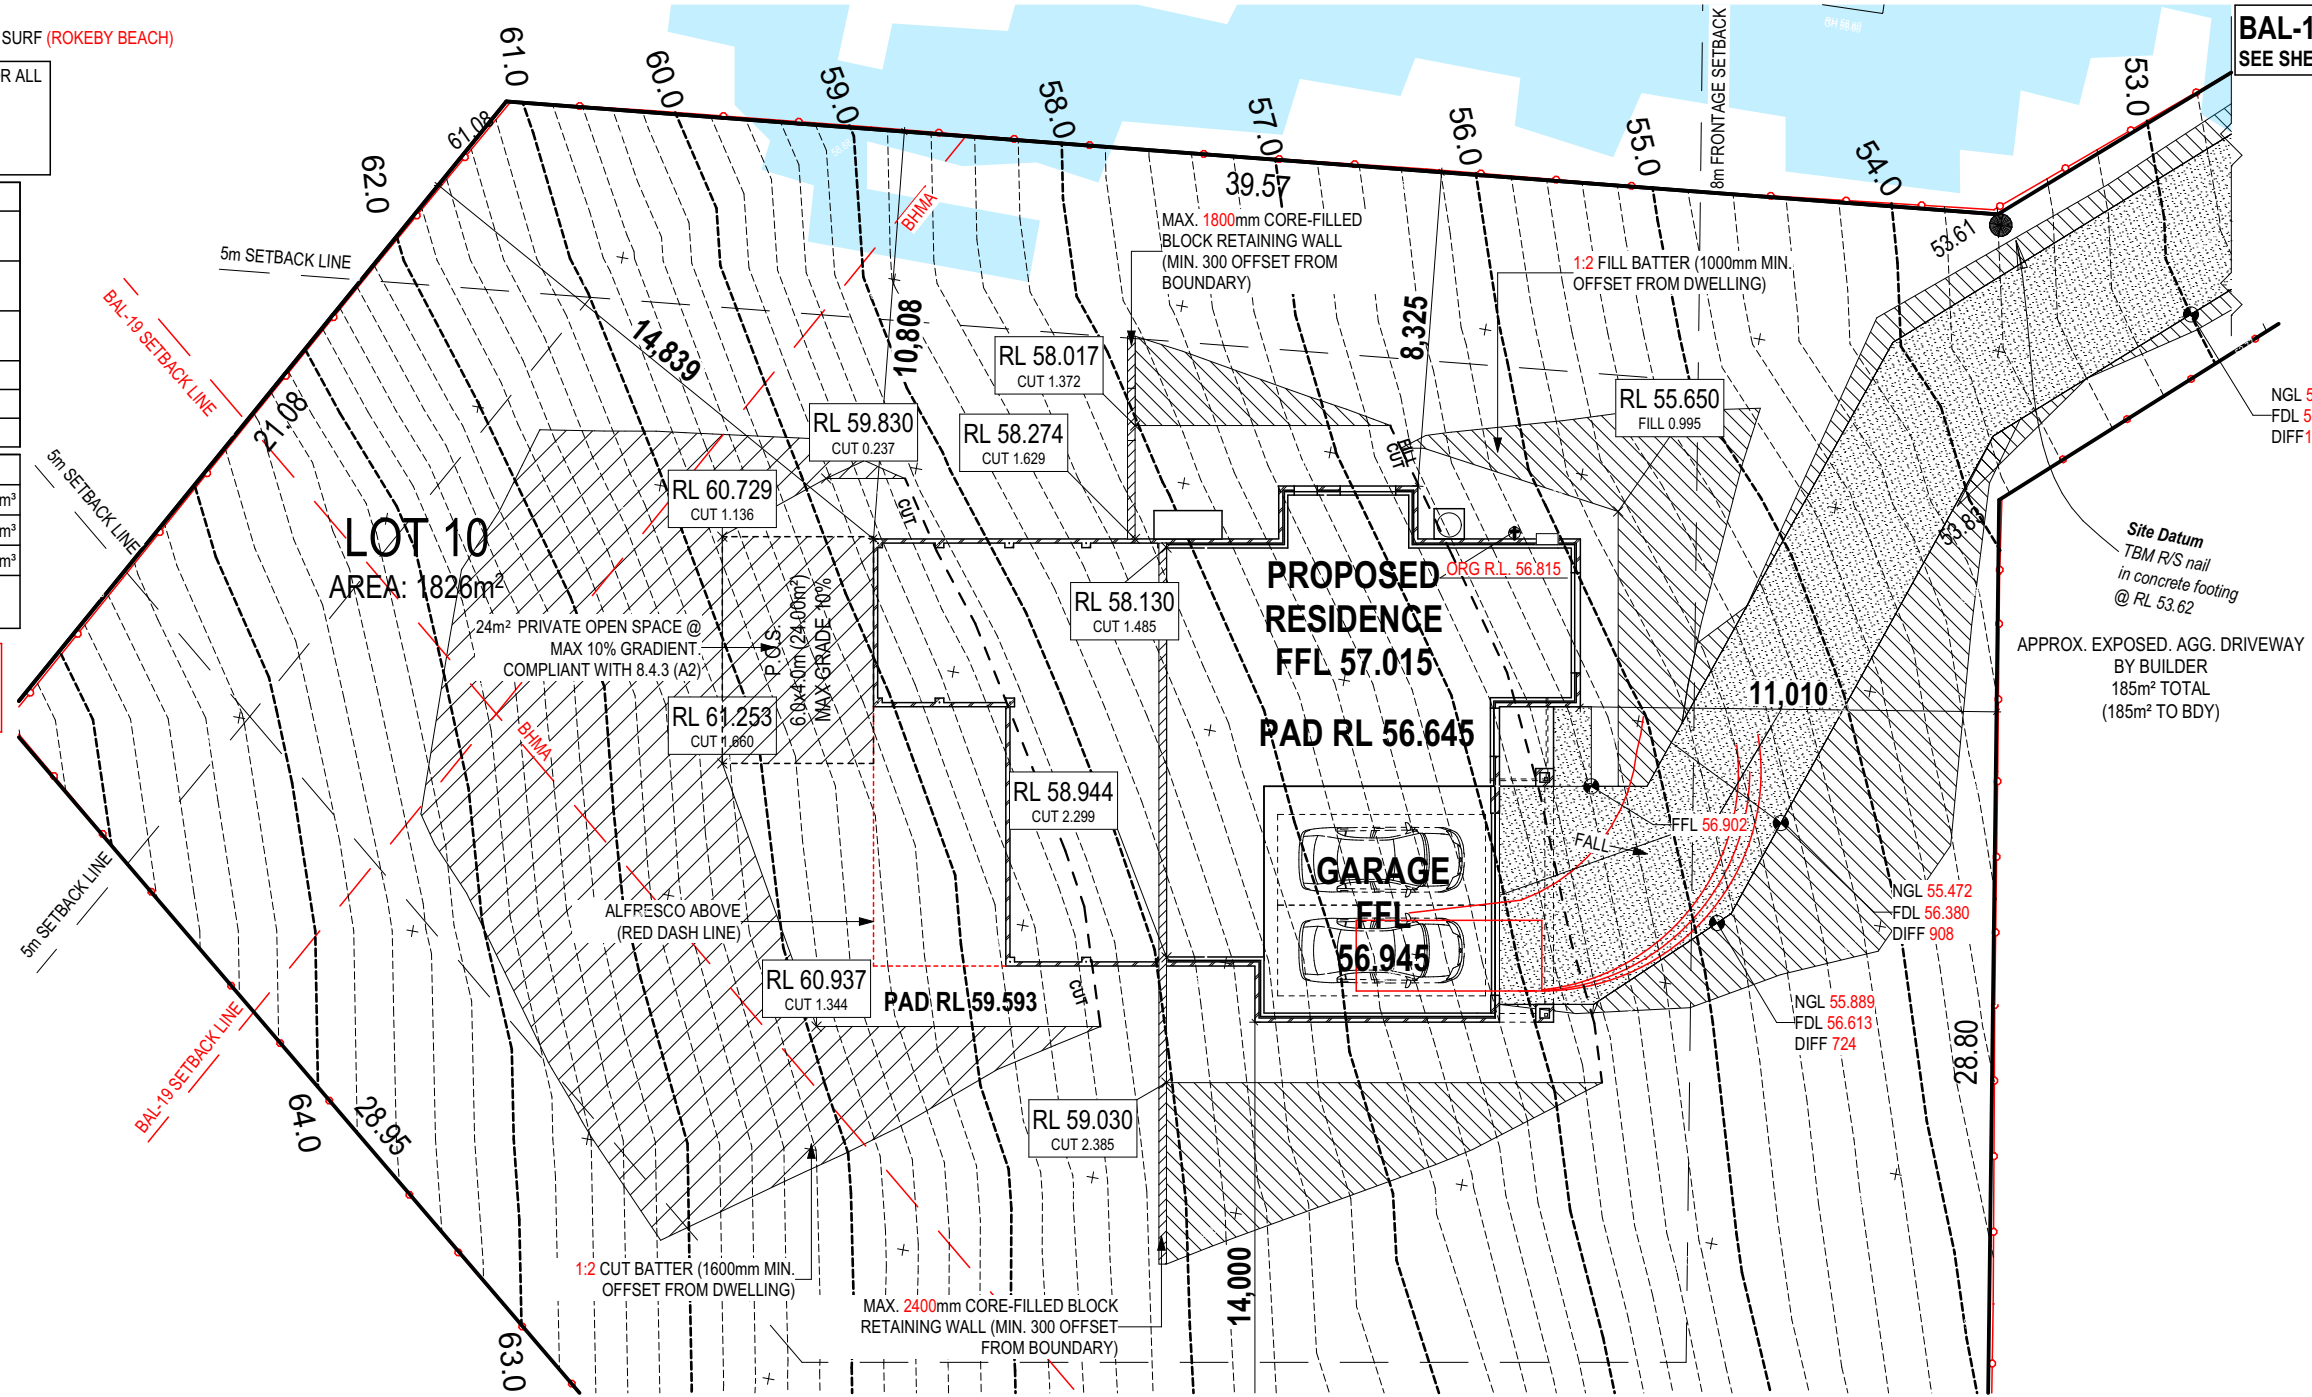 SURF (ROKEBY BEACH)
R ALL
BAL-1
SEE SHE
61.0
60.0
59.0
58.0
57.0
56.0
55.0
54.0
53.0
8m FRONTAGE SETBACK
61.08
62.0
39.57
53.61
5m SETBACK LINE
BHMA
MAX. 1800mm CORE-FILLED
BLOCK RETAINING WALL
(MIN. 300 OFFSET FROM
BOUNDARY)
1:2 FILL BATTER (1000mm MIN.
OFFSET FROM DWELLING)
BAL-19 SETBACK LINE
14,839
10,808
8,325
RL 58.017
CUT 1.372
RL 55.650
FILL 0.995
NGL 5
FDL 5
DIFF 1
21.08
RL 59.830
CUT 0.237
RL 58.274
CUT 1.629
FILL
CUT
5m SETBACK LINE
RL 60.729
CUT 1.136
CUT
m³
m³
m³
LOT 10
AREA: 1826m²
53.83
Site Datum
TBM R/S nail
in concrete footing
@ RL 53.62
ORG R.L. 56.815
PROPOSED
RESIDENCE
FFL 57.015
PAD RL 56.645
RL 58.130
CUT 1.485
24m² PRIVATE OPEN SPACE @
MAX 10% GRADIENT.
COMPLIANT WITH 8.4.3 (A2)
P.O.S.
6.0x4.0m (24.00m²)
MAX GRADE 10%
APPROX. EXPOSED. AGG. DRIVEWAY
BY BUILDER
185m² TOTAL
(185m² TO BDY)
11,010
RL 61.253
CUT 1.660
BHMA
RL 58.944
CUT 2.299
FFL 56.902
FALL
GARAGE
FFL
56.945
NGL 55.472
FDL 56.380
DIFF 908
5m SETBACK LINE
ALFRESCO ABOVE
(RED DASH LINE)
RL 60.937
CUT 1.344
PAD RL 59.593
CUT
NGL 55.889
FDL 56.613
DIFF 724
BAL-19 SETBACK LINE
64.0
28.95
28.80
RL 59.030
CUT 2.385
1:2 CUT BATTER (1600mm MIN.
OFFSET FROM DWELLING)
MAX. 2400mm CORE-FILLED BLOCK
RETAINING WALL (MIN. 300 OFFSET
FROM BOUNDARY)
14,000
63.0